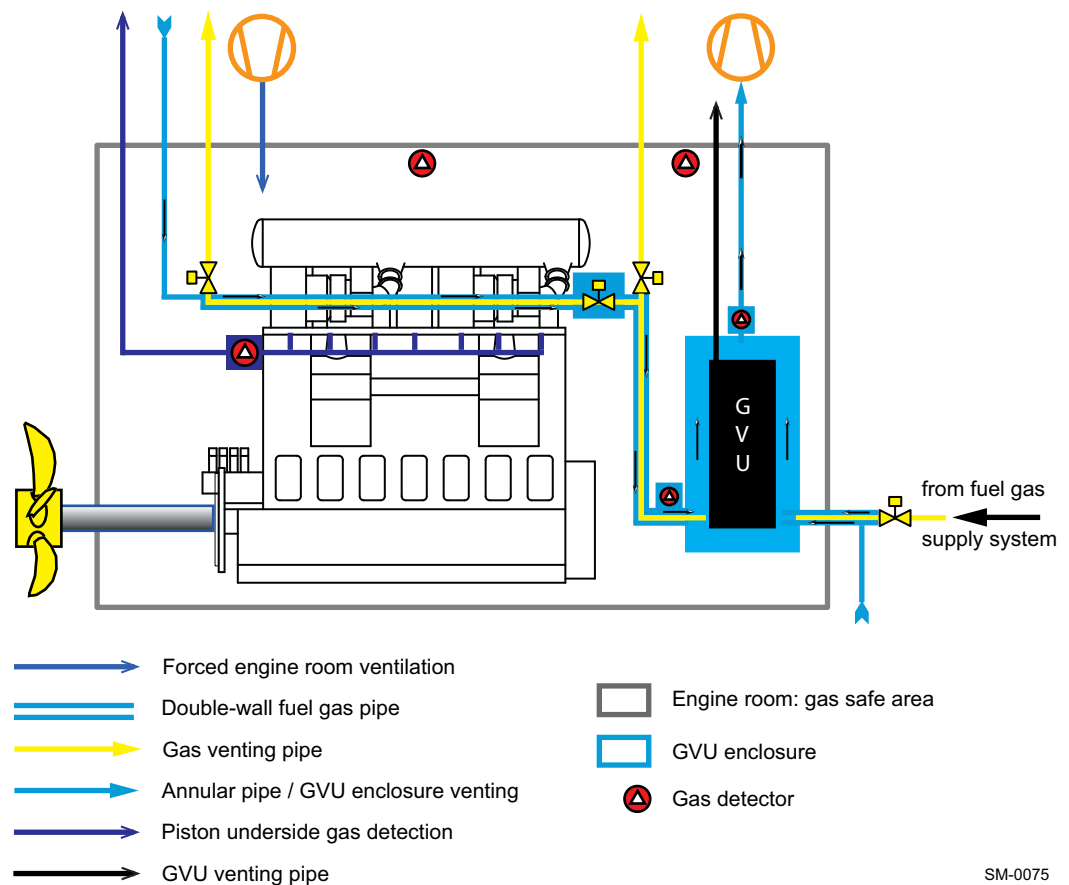 G
V
U
from fuel gas
supply system
Forced engine room ventilation
Double-wall fuel gas pipe
Gas venting pipe
Annular pipe / GVU enclosure venting
Piston underside gas detection
GVU venting pipe
Engine room: gas safe area
GVU enclosure
Gas detector
SM-0075